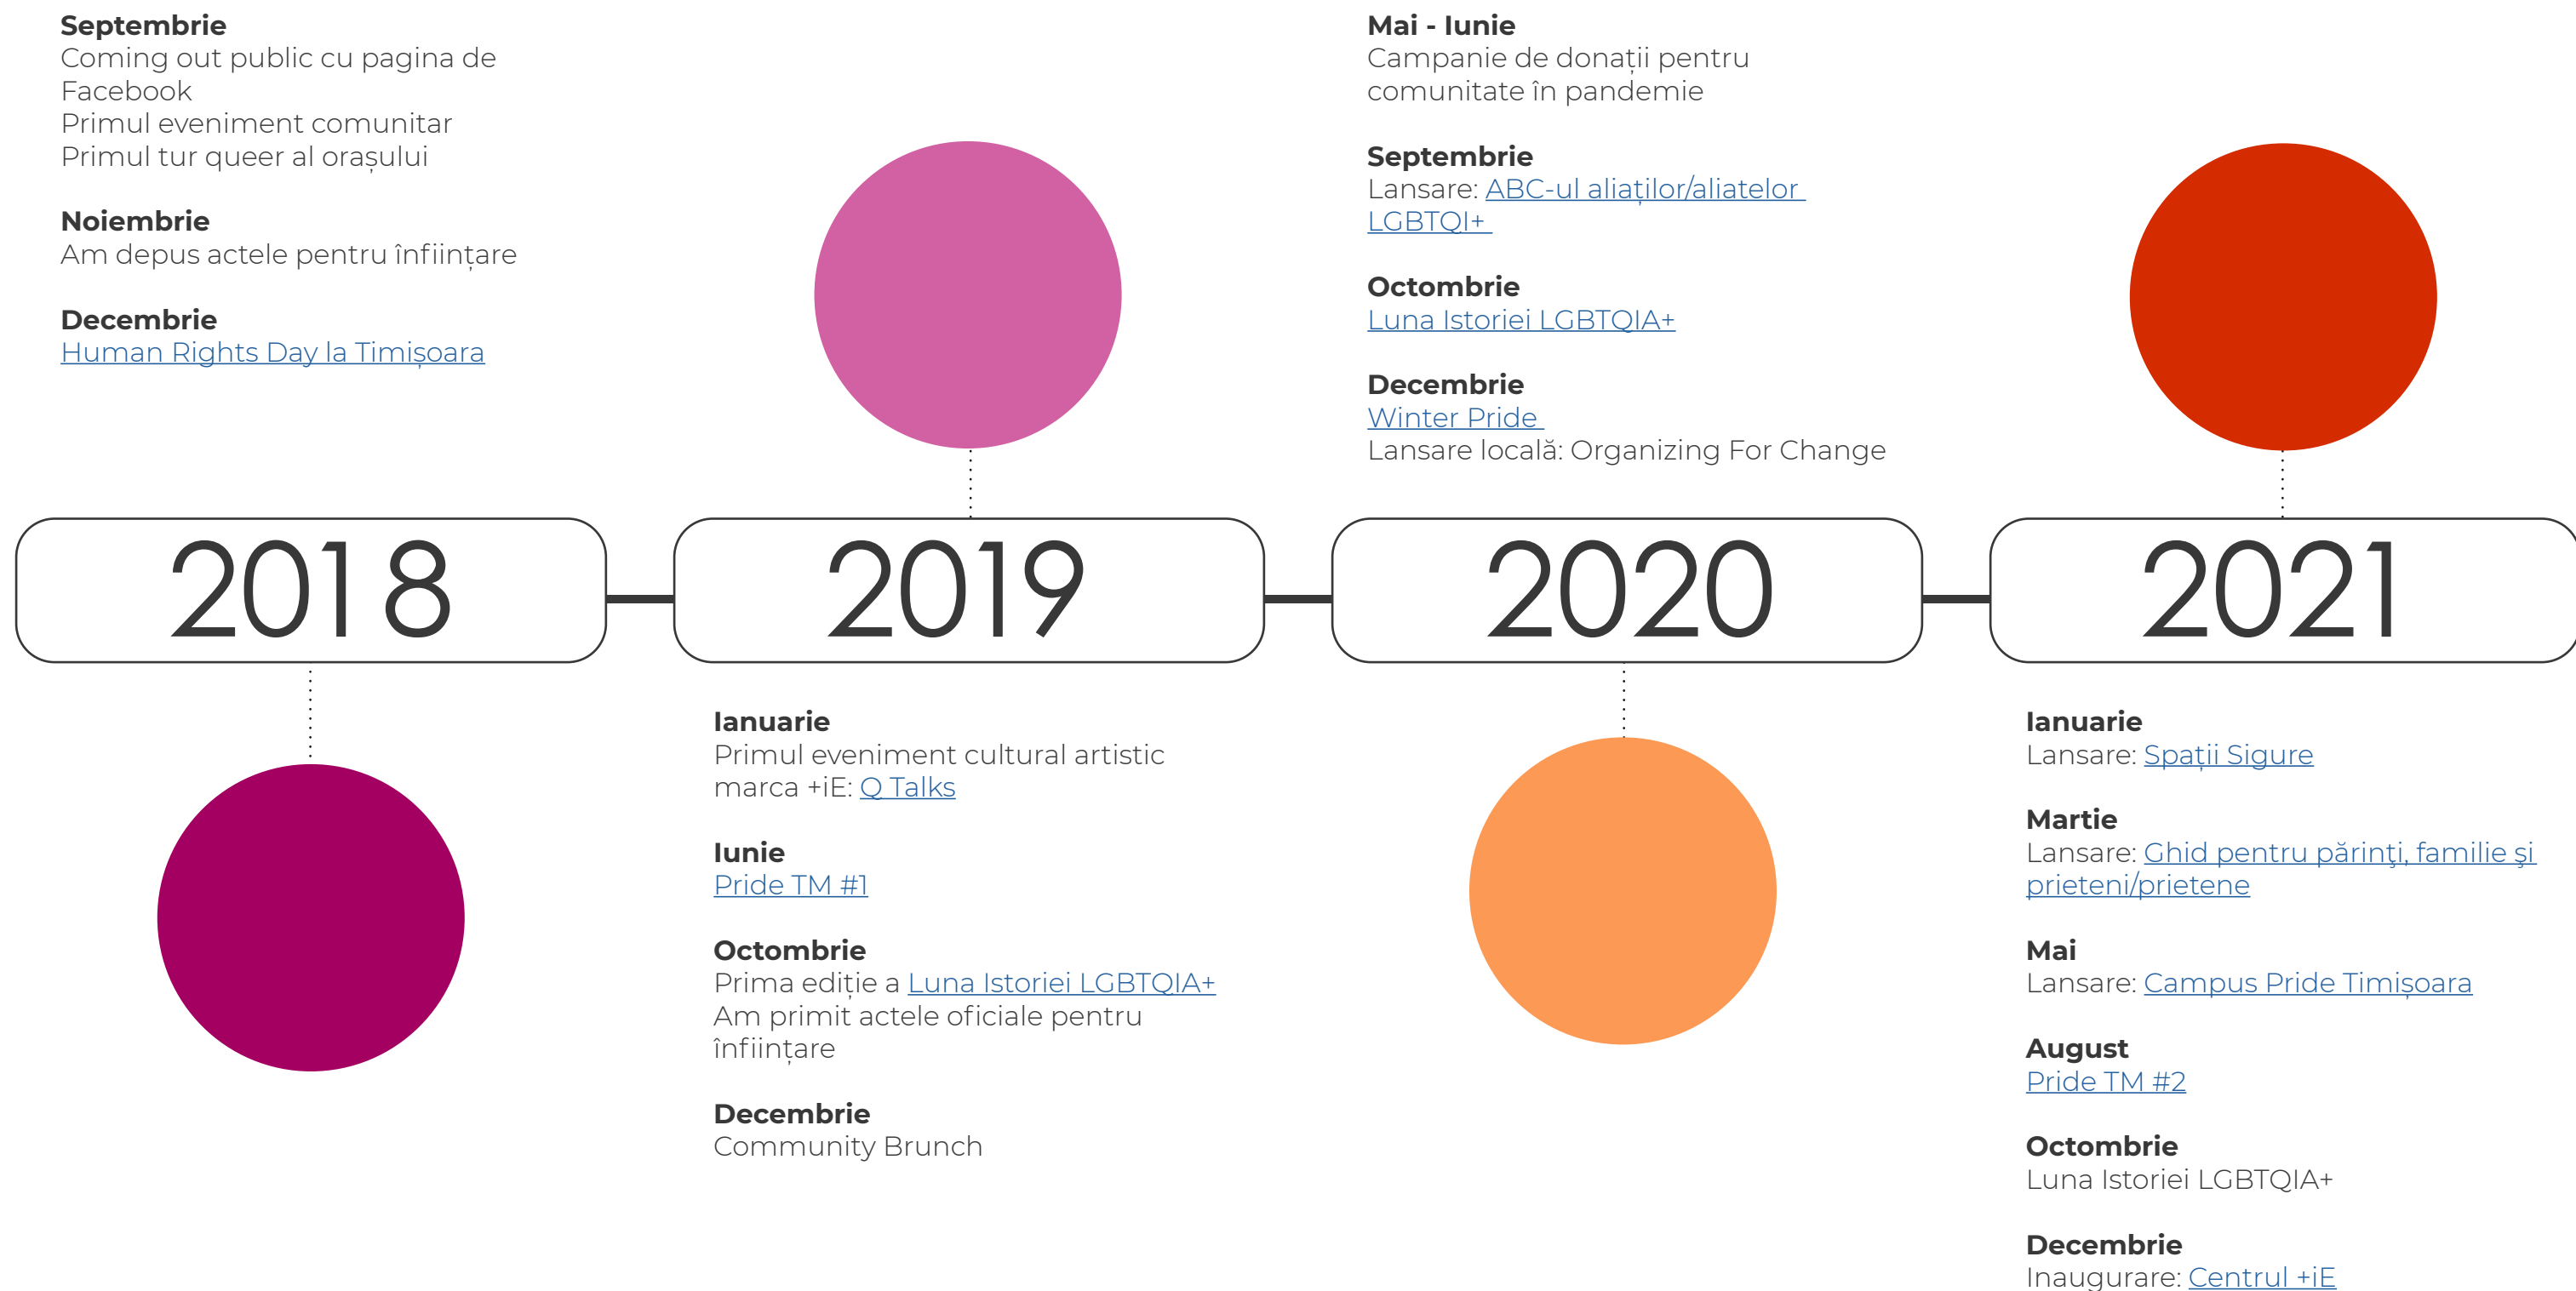 Septembrie
Coming out public cu pagina de
Facebook
Primul eveniment comunitar
Primul tur queer al orașului
Noiembrie
Am depus actele pentru înființare
Decembrie
Human Rights Day la Timișoara
2018
2019
Ianuarie
Primul eveniment cultural artistic
marca +iE: Q Talks
Iunie
Pride TM #1
Octombrie
Prima ediție a Luna Istoriei LGBTQIA+
Am primit actele oficiale pentru
înființare
Decembrie
Community Brunch
Mai - Iunie
Campanie de donații pentru
comunitate în pandemie
Septembrie
Lansare: ABC-ul aliaților/aliatelor
LGBTQI+
Octombrie
Luna Istoriei LGBTQIA+
Decembrie
Winter Pride
Lansare locală: Organizing For Change
2020
2021
Ianuarie
Lansare: Spații Sigure
Martie
Lansare: Ghid pentru părinţi, familie şi
prieteni/prietene
Mai
Lansare: Campus Pride Timișoara
August
Pride TM #2
Octombrie
Luna Istoriei LGBTQIA+
Decembrie
Inaugurare: Centrul +iE